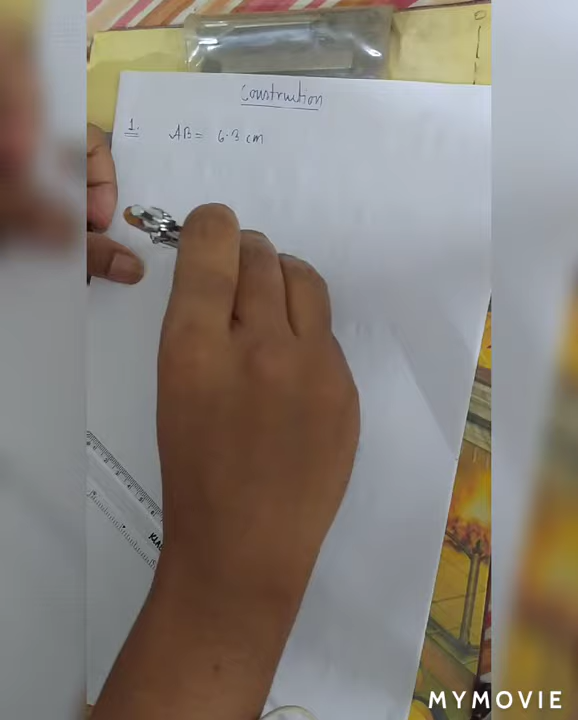 Construction
1. AB = 6.3 cm
MYMOVIE